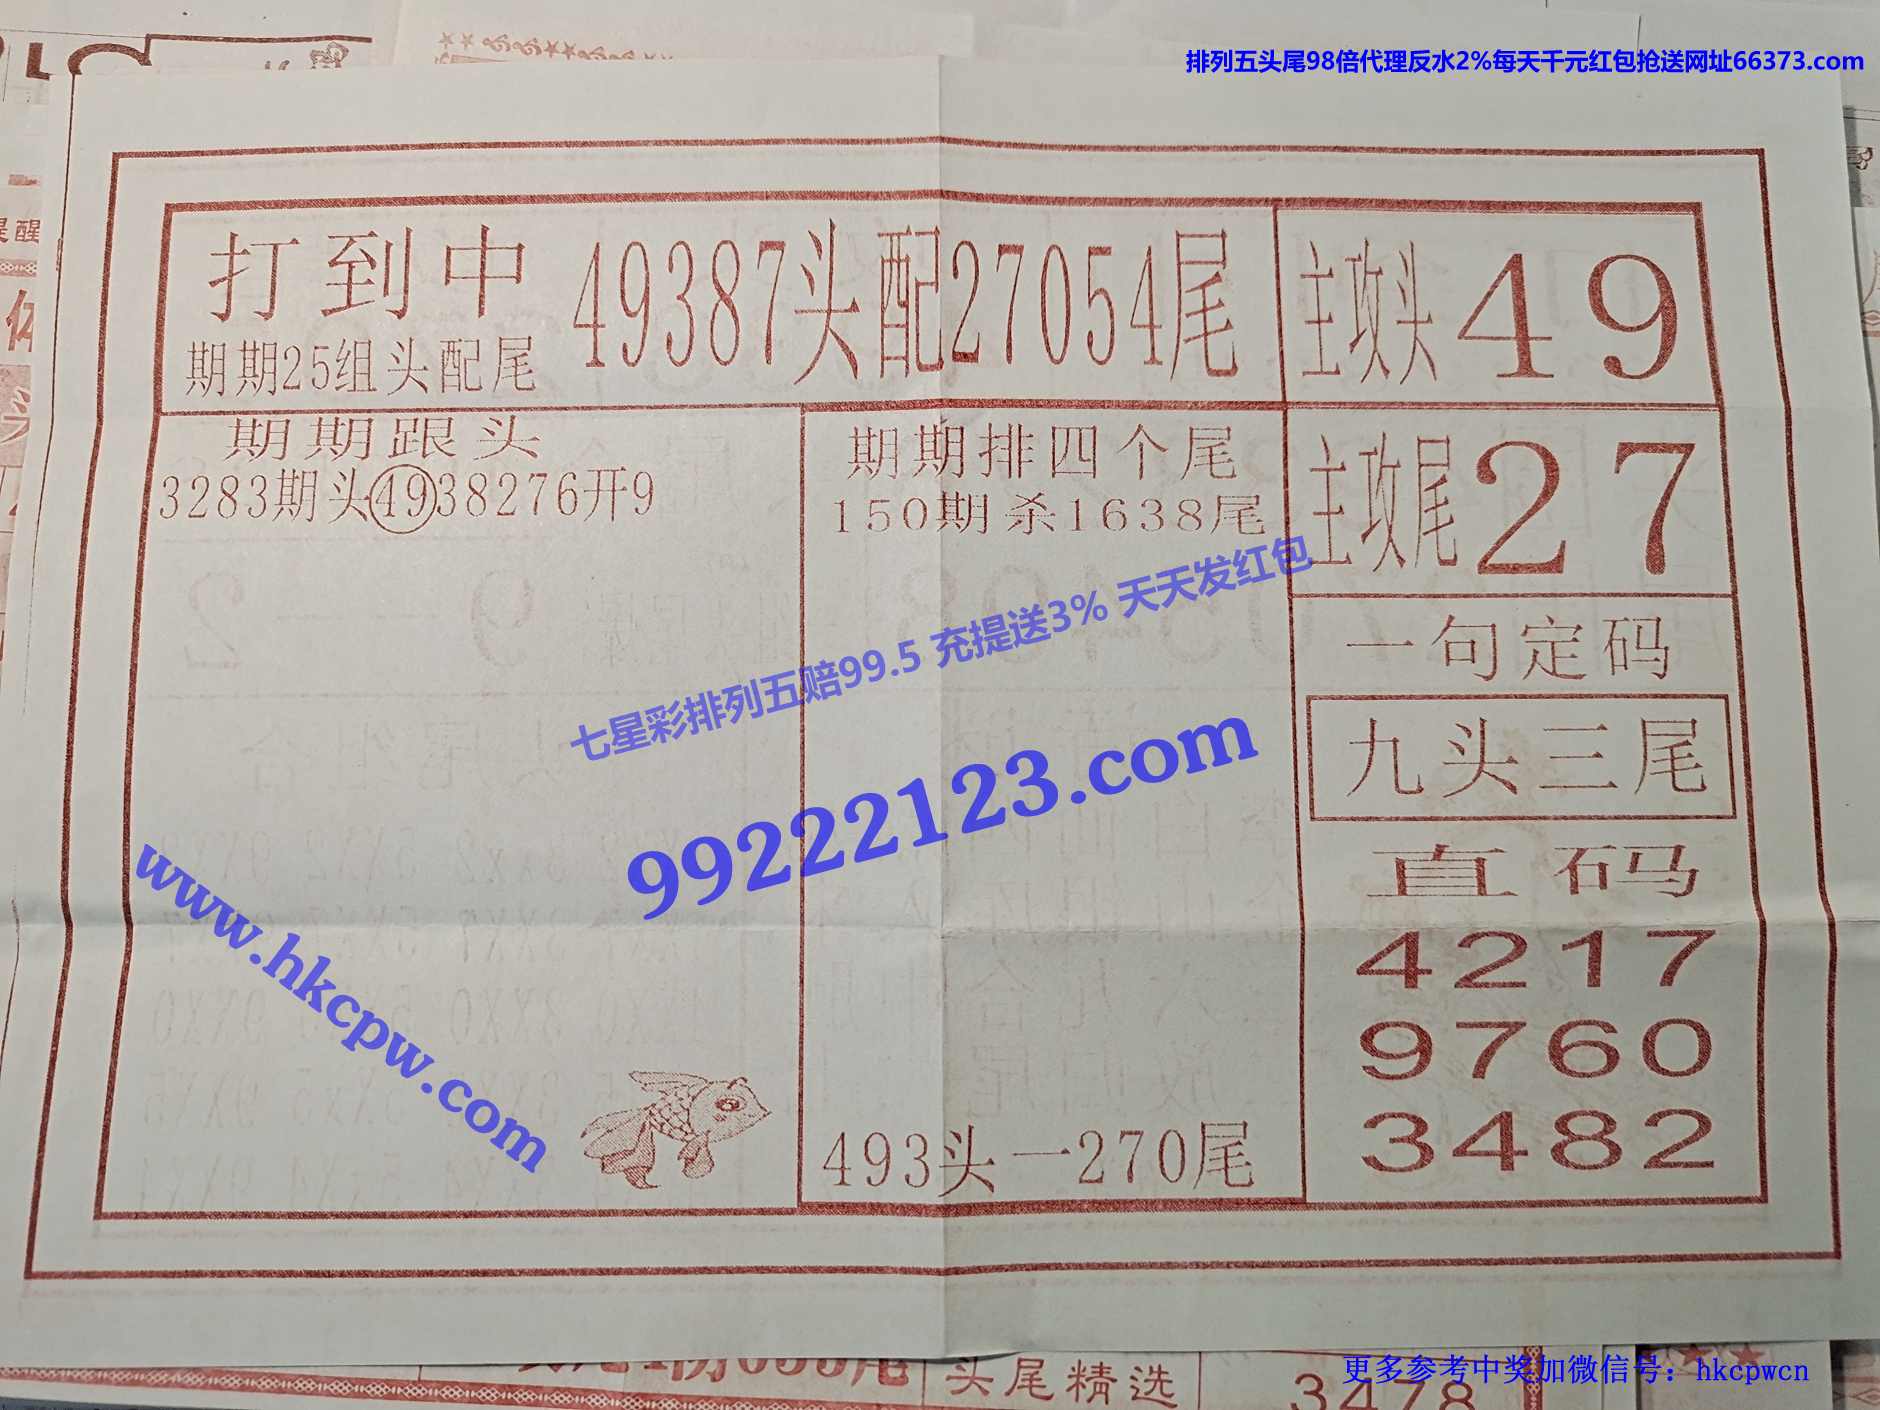 排列五头尾98倍代理反水2%每天千元红包抢送网址66373.com
提醒
打到中
期期25组头配尾
49387头配27054尾
主攻头49
期期跟头
3283期头4938276开9
期期排四个尾
150期杀1638尾
主攻尾27
一句定码
九头三尾
直码
4217
9760
3482
493头一270尾
七星彩排列五赔99.5 充提送3% 天天发红包
99222123.com
www.hkcpw.com
头尾精选
3478
更多参考中奖加微信号：hkcpwcn